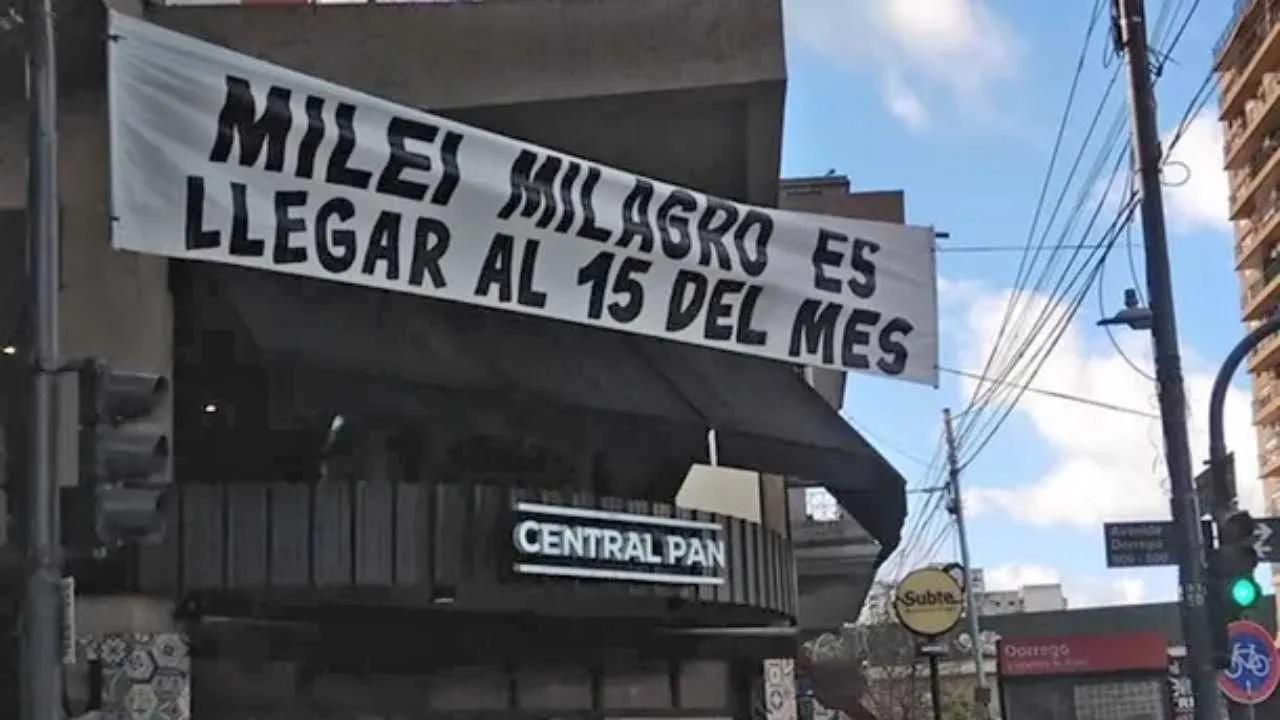 MILEI MILAGRO ES
LLEGAR AL 15 DEL MES
CENTRAL PAN
Avenida
Dorrego
Subte
Dorrego